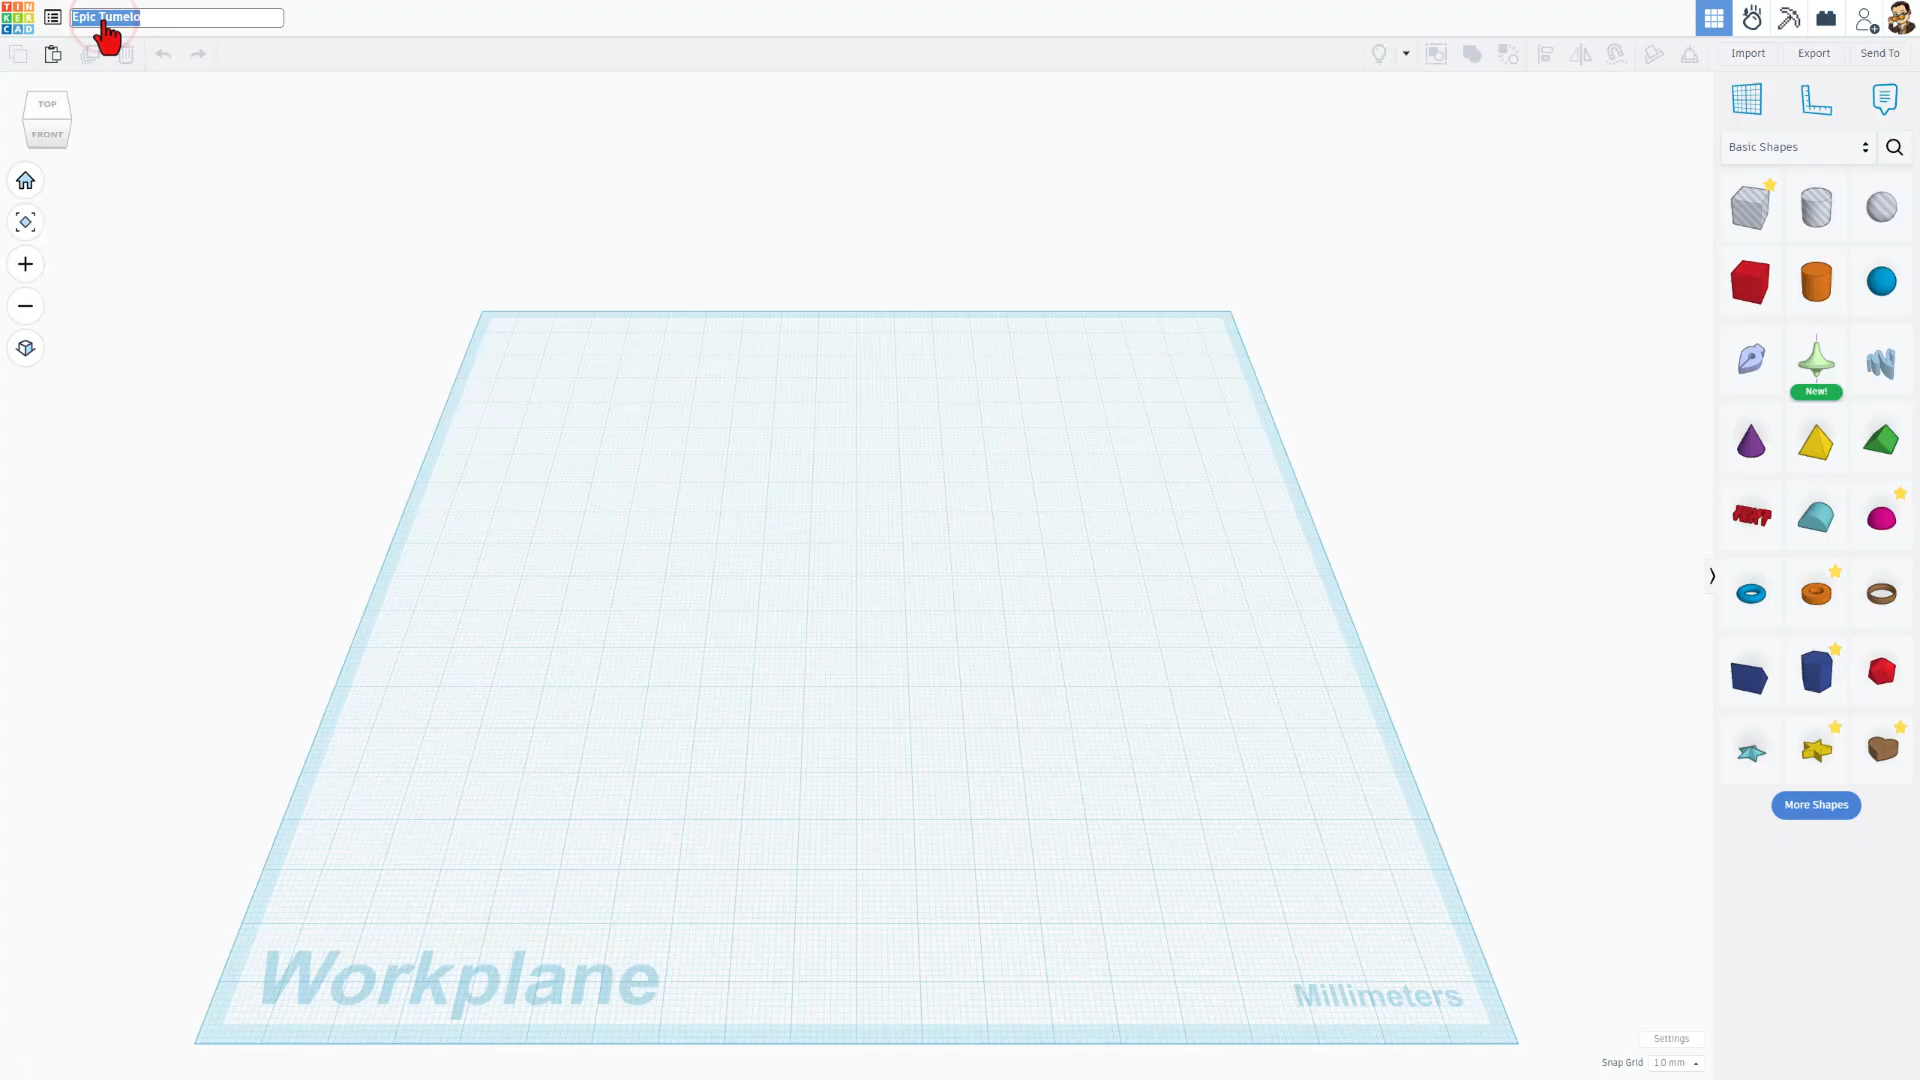 TIN
KER
CAD
Epic Tumelo
Import
Export
Send To
TOP
FRONT
Basic Shapes
New!
TEXT
More Shapes
Workplane
Millimeters
Settings
Snap Grid
1.0 mm